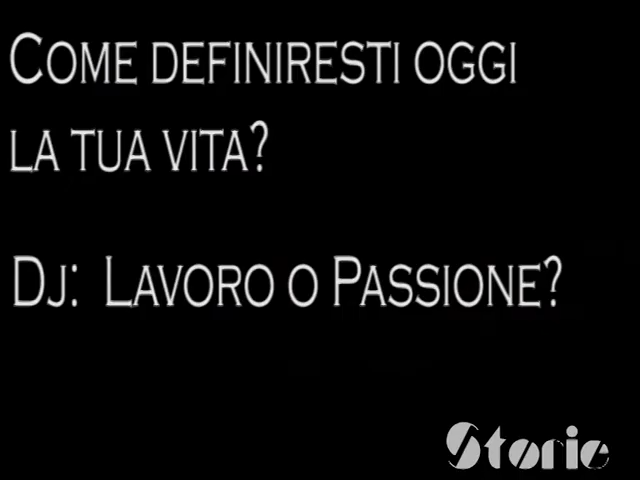 Come definiresti oggi
la tua vita?
Dj: Lavoro o Passione?
Storie